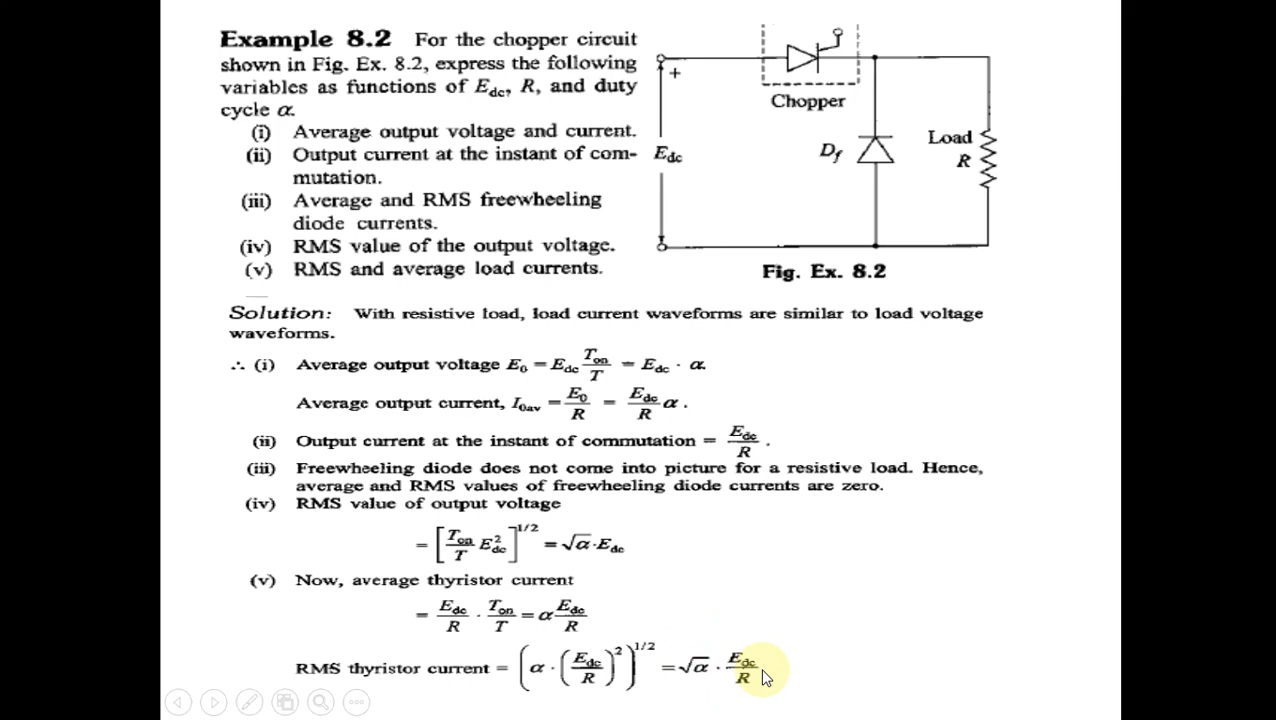 Example 8.2 For the chopper circuit
shown in Fig. Ex. 8.2, express the following
variables as functions of E_dc, R, and duty
cycle α.
(i) Average output voltage and current.
(ii) Output current at the instant of com-
mutation.
(iii) Average and RMS freewheeling
diode currents.
(iv) RMS value of the output voltage.
(v) RMS and average load currents.
+
Chopper
E_dc
D_f
Load
R
Fig. Ex. 8.2
Solution: With resistive load, load current waveforms are similar to load voltage
waveforms.
∴ (i) Average output voltage E_0 = E_dc T_on/T = E_dc · α.
Average output current, I_0av = E_0/R = E_dc/R α.
(ii) Output current at the instant of commutation = E_dc/R.
(iii) Freewheeling diode does not come into picture for a resistive load. Hence,
average and RMS values of freewheeling diode currents are zero.
(iv) RMS value of output voltage
= [T_on/T E_dc^2]^1/2 = √α · E_dc
(v) Now, average thyristor current
= E_dc/R · T_on/T = α E_dc/R
RMS thyristor current = (α · (E_dc/R)^2)^1/2 = √α · E_dc/R